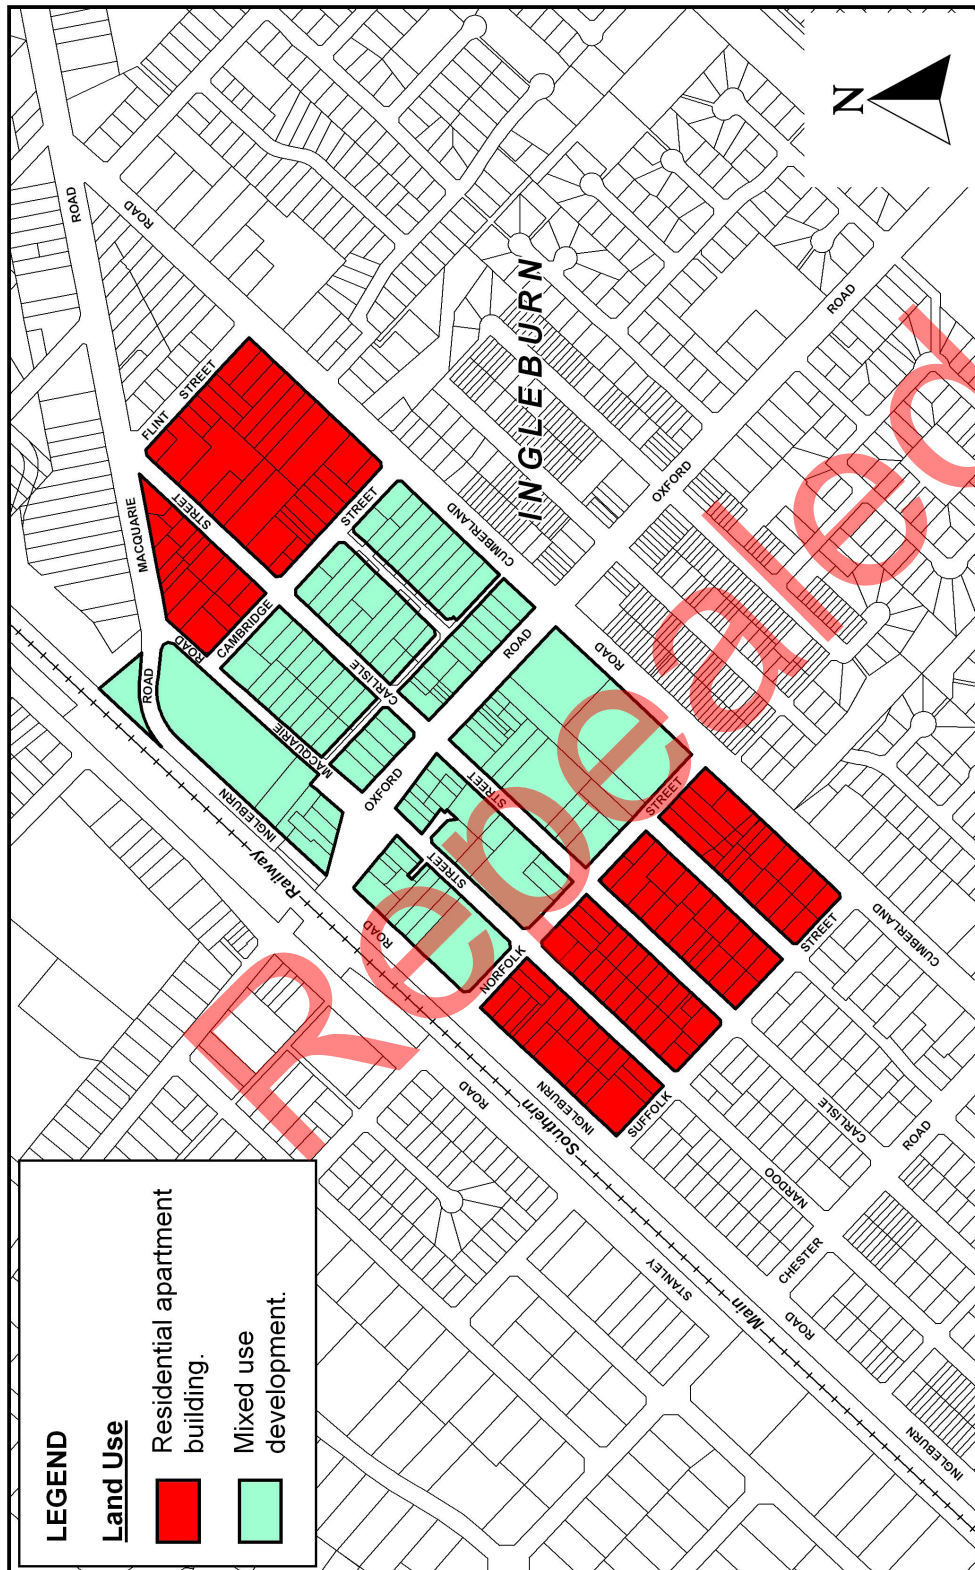 LEGEND
Land Use
Residential apartment
building.
Mixed use
development.
N
INGLEBURN
Repealed
ROAD
ROAD
FLINT STREET
MACQUARIE
STREET
ROAD
CAMBRIDGE
STREET
CUMBERLAND
ROAD
MACQUARIE
CARLISLE
ROAD
OXFORD
ROAD
INGLEBURN
Railway
OXFORD
ROAD
STREET
STREET
ROAD
STREET
NORFOLK
INGLEBURN
SUFFOLK
STREET
CUMBERLAND
ROAD
Southern
CARLISLE
ROAD
NARDOO
CHESTER
STANLEY
Main
ROAD
INGLEBURN